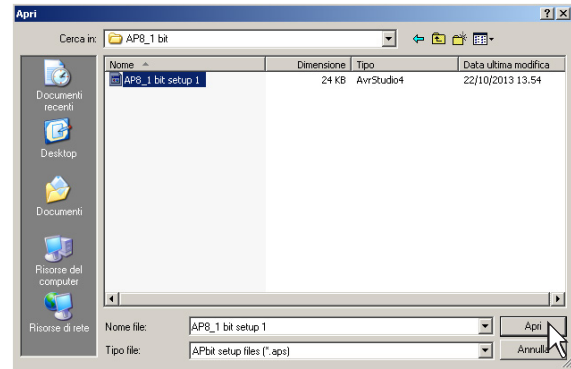 Apri
Cerca in: AP8_1 bit
Nome Dimensione Tipo Data ultima modifica
AP8_1 bit setup 1 24 KB AvrStudio4 22/10/2013 13.54
Documenti
recenti
Desktop
Documenti
Risorse del
computer
Risorse di rete
Nome file: AP8_1 bit setup 1 Apri
Tipo file: APbit setup files (*.aps) Annulla